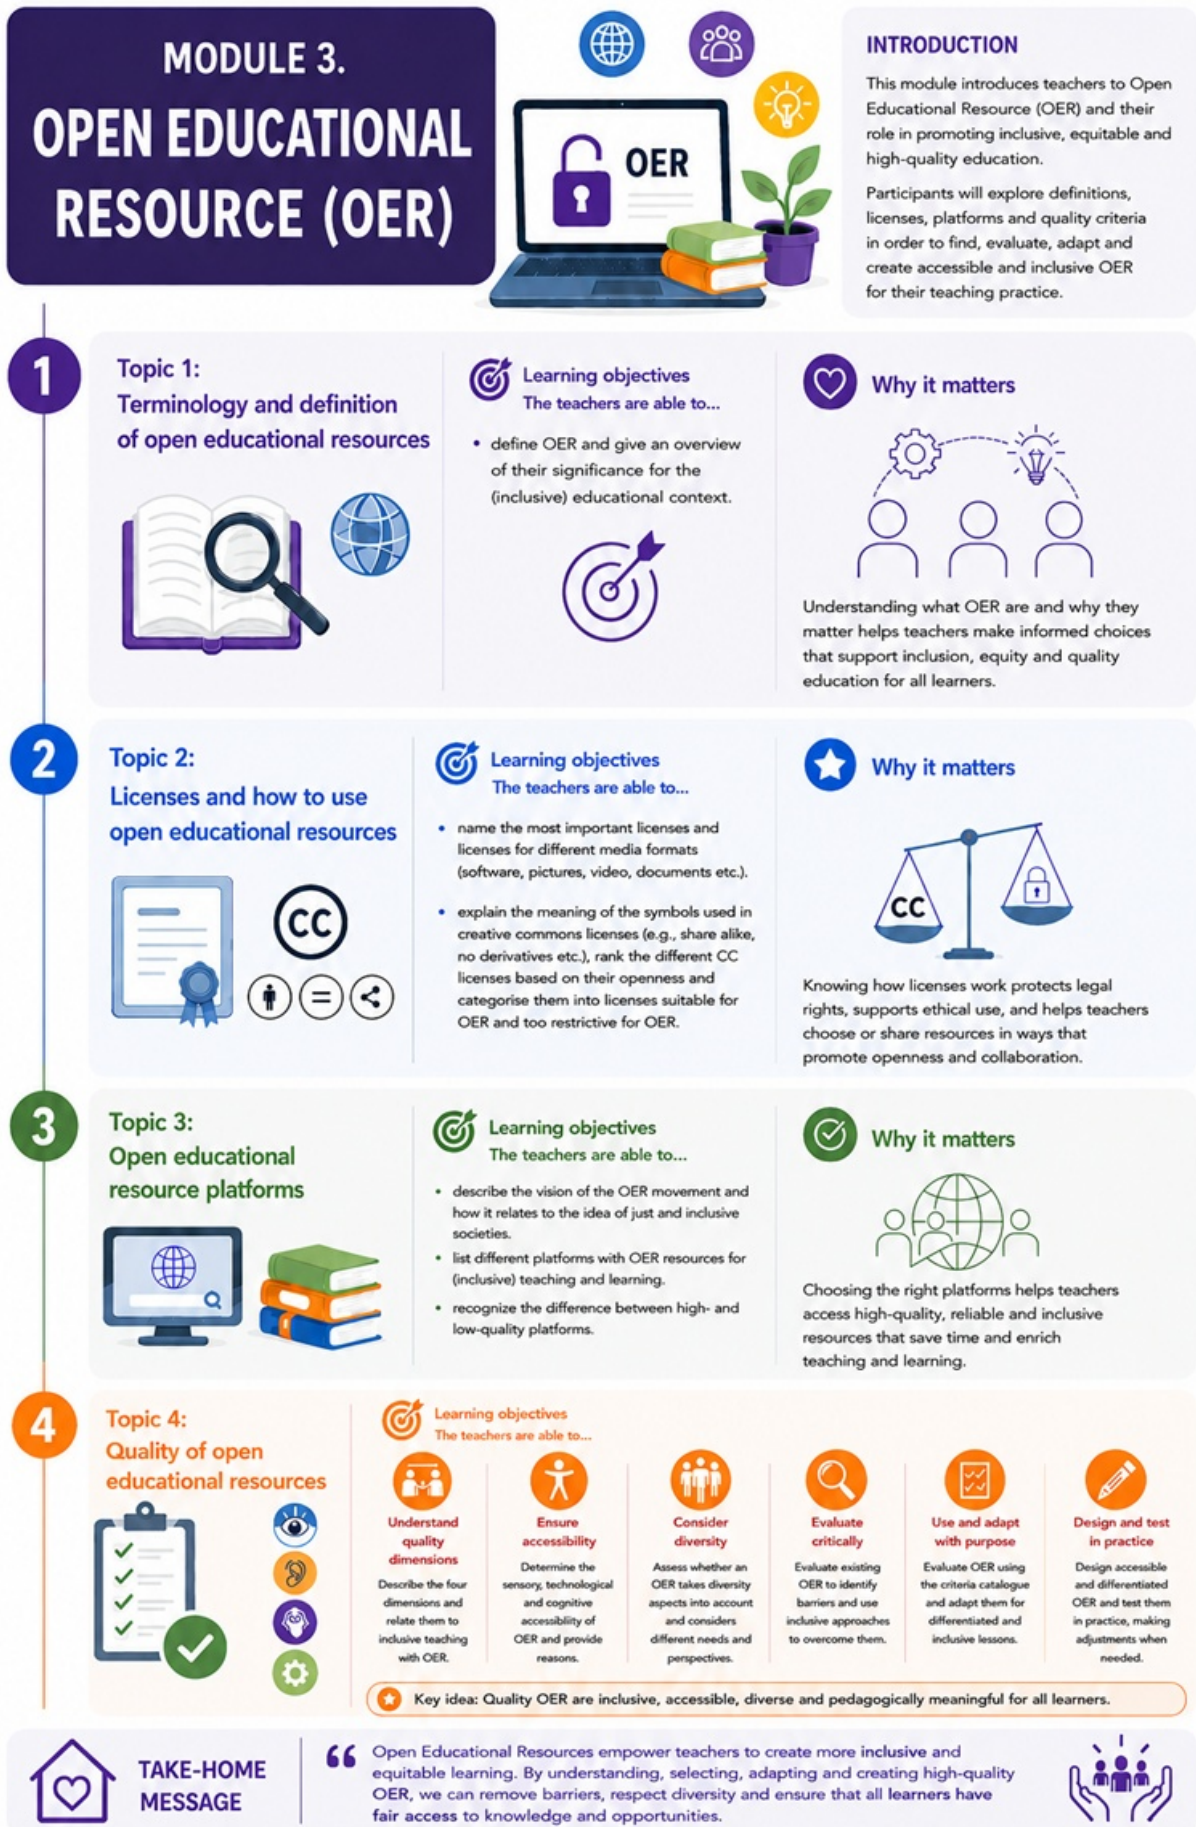 MODULE 3.
OPEN EDUCATIONAL
RESOURCE (OER)
OER
INTRODUCTION
This module introduces teachers to Open
Educational Resource (OER) and their
role in promoting inclusive, equitable and
high-quality education.
Participants will explore definitions,
licenses, platforms and quality criteria
in order to find, evaluate, adapt and
create accessible and inclusive OER
for their teaching practice.
1
Topic 1:
Terminology and definition
of open educational resources
Learning objectives
The teachers are able to...
• define OER and give an overview
of their significance for the
(inclusive) educational context.
Why it matters
Understanding what OER are and why they
matter helps teachers make informed choices
that support inclusion, equity and quality
education for all learners.
2
Topic 2:
Licenses and how to use
open educational resources
CC
Learning objectives
The teachers are able to...
• name the most important licenses and
licenses for different media formats
(software, pictures, video, documents etc.).
• explain the meaning of the symbols used in
creative commons licenses (e.g., share alike,
no derivatives etc.), rank the different CC
licenses based on their openness and
categorise them into licenses suitable for
OER and too restrictive for OER.
Why it matters
CC
Knowing how licenses work protects legal
rights, supports ethical use, and helps teachers
choose or share resources in ways that
promote openness and collaboration.
3
Topic 3:
Open educational
resource platforms
Learning objectives
The teachers are able to...
• describe the vision of the OER movement and
how it relates to the idea of just and inclusive
societies.
• list different platforms with OER resources for
(inclusive) teaching and learning.
• recognize the difference between high- and
low-quality platforms.
Why it matters
Choosing the right platforms helps teachers
access high-quality, reliable and inclusive
resources that save time and enrich
teaching and learning.
4
Topic 4:
Quality of open
educational resources
Learning objectives
The teachers are able to...
Understand
quality
dimensions
Describe the four
dimensions and
relate them to
inclusive teaching
with OER.
Ensure
accessibility
Determine the
sensory, technological
and cognitive
accessibliity of
OER and provide
reasons.
Consider
diversity
Assess whether an
OER takes diversity
aspects into account
and considers
different needs and
perspectives.
Evaluate
critically
Evaluate existing
OER to identify
barriers and use
inclusive approaches
to overcome them.
Use and adapt
with purpose
Evaluate OER using
the criteria catalogue
and adapt them for
differentiated and
inclusive lessons.
Design and test
in practice
Design accessible
and differentiated
OER and test them
in practice, making
adjustments when
needed.
Key idea: Quality OER are inclusive, accessible, diverse and pedagogically meaningful for all learners.
TAKE-HOME
MESSAGE
“ Open Educational Resources empower teachers to create more inclusive and
equitable learning. By understanding, selecting, adapting and creating high-quality
OER, we can remove barriers, respect diversity and ensure that all learners have
fair access to knowledge and opportunities.